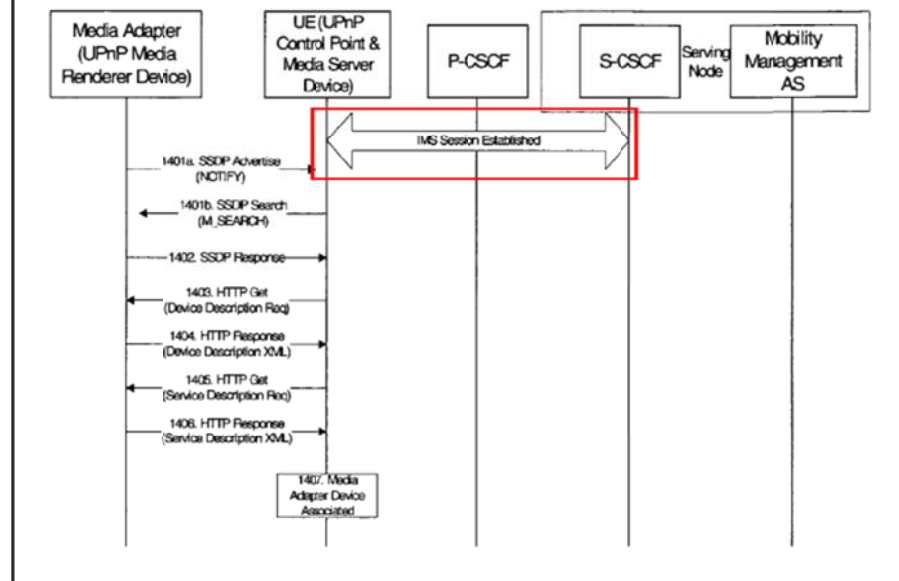 Media Adapter
(UPnP Media
Renderer Device)
UE (UPnP
Control Point &
Media Server
Device)
P-CSCF
S-CSCF
Serving
Node
Mobility
Management
AS
IMS Session Established
1401a. SSDP Advertise
(NOTIFY)
1401b. SSDP Search
(M_SEARCH)
1402. SSDP Response
1403. HTTP Get
(Device Description Req)
1404. HTTP Response
(Device Description XML)
1405. HTTP Get
(Service Description Req)
1406. HTTP Response
(Service Description XML)
1407. Media
Adapter Device
Associated